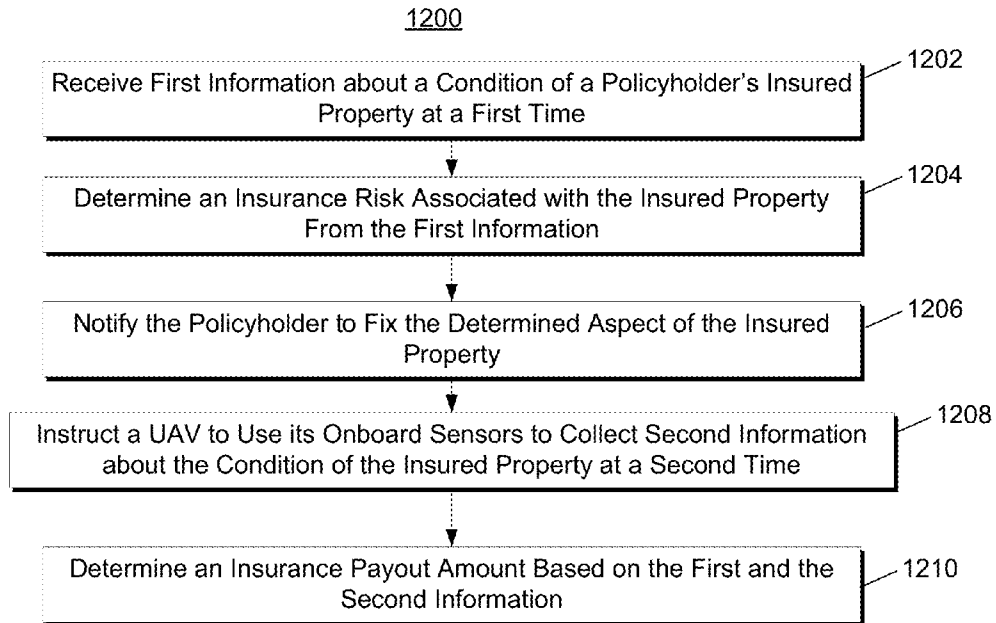 1200
1202
Receive First Information about a Condition of a Policyholder's Insured
Property at a First Time
1204
Determine an Insurance Risk Associated with the Insured Property
From the First Information
1206
Notify the Policyholder to Fix the Determined Aspect of the Insured
Property
1208
Instruct a UAV to Use its Onboard Sensors to Collect Second Information
about the Condition of the Insured Property at a Second Time
1210
Determine an Insurance Payout Amount Based on the First and the
Second Information